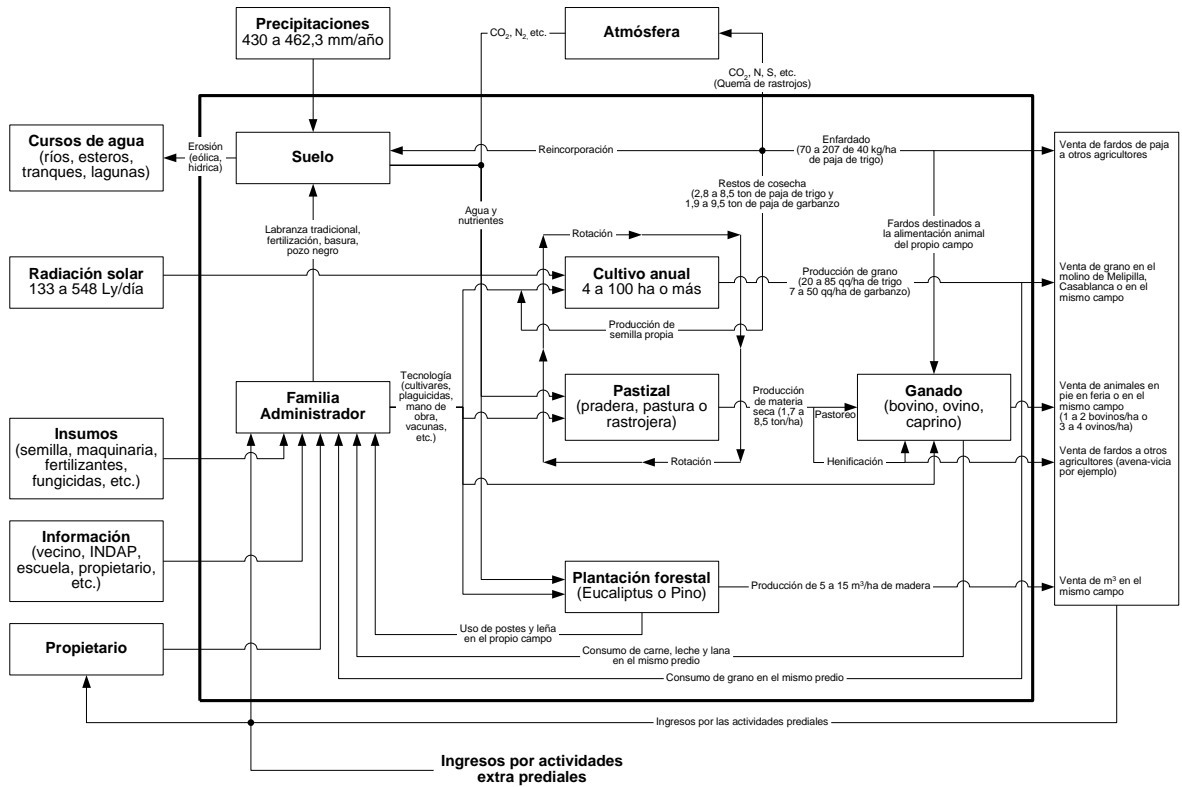 Precipitaciones
430 a 462,3 mm/año
CO₂, N₂, etc.
Atmósfera
CO₂, N, S, etc.
(Quema de rastrojos)
Cursos de agua
(ríos, esteros,
tranques, lagunas)
Erosión
(eólica,
hídrica)
Suelo
Reincorporación
Enfardado
(70 a 207 de 40 kg/ha
de paja de trigo)
Venta de fardos de paja
a otros agricultores
Restos de cosecha
(2,8 a 8,5 ton de paja de trigo y
1,9 a 9,5 ton de paja de garbanzo
Agua y
nutrientes
Labranza tradicional,
fertilización, basura,
pozo negro
Rotación
Fardos destinados a
la alimentación animal
del propio campo
Radiación solar
133 a 548 Ly/día
Cultivo anual
4 a 100 ha o más
Producción de grano
(20 a 85 qq/ha de trigo
7 a 50 qq/ha de garbanzo)
Venta de grano en el
molino de Melipilla,
Casablanca o en el
mismo campo
Producción de
semilla propia
Familia
Administrador
Tecnología
(cultivares,
plaguicidas,
mano de
obra,
vacunas,
etc.)
Pastizal
(pradera, pastura o
rastrojera)
Producción
de materia
seca (1,7 a
8,5 ton/ha)
Pastoreo
Ganado
(bovino, ovino,
caprino)
Venta de animales en
pie en feria o en el
mismo campo
(1 a 2 bovinos/ha o
3 a 4 ovinos/ha)
Insumos
(semilla, maquinaria,
fertilizantes,
fungicidas, etc.)
Rotación
Henificación
Venta de fardos a otros
agricultores (avena-vicia
por ejemplo)
Información
(vecino, INDAP,
escuela, propietario,
etc.)
Plantación forestal
(Eucaliptus o Pino)
Producción de 5 a 15 m³/ha de madera
Venta de m³ en el
mismo campo
Uso de postes y leña
en el propio campo
Propietario
Consumo de carne, leche y lana
en el mismo predio
Consumo de grano en el mismo predio
Ingresos por las actividades prediales
Ingresos por actividades
extra prediales